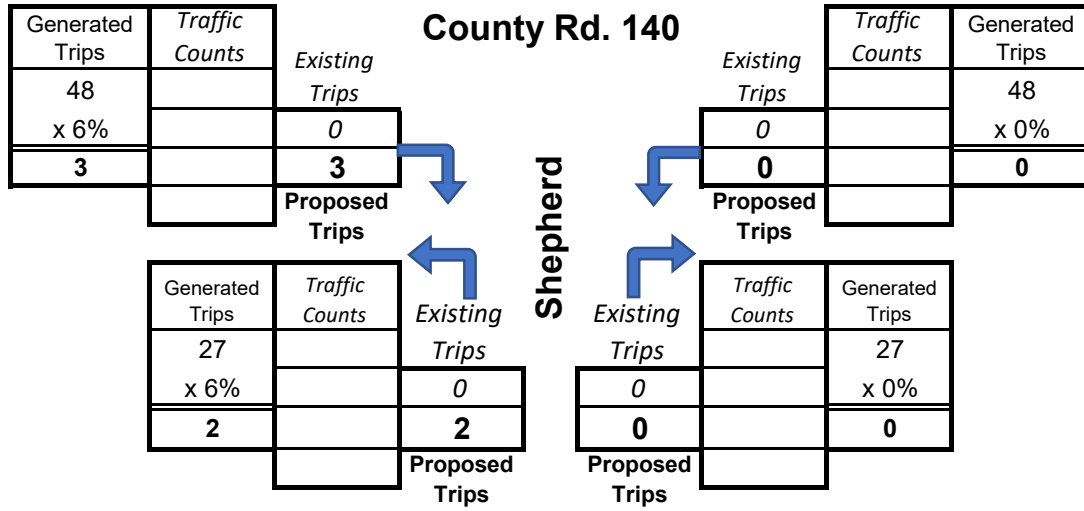 County Rd. 140
Generated
Trips
Traffic
Counts
Existing
Trips
48
x 6%
0
3
3
Proposed
Trips
Existing
Trips
Traffic
Counts
Generated
Trips
48
0
x 0%
0
0
Proposed
Trips
Shepherd
Generated
Trips
Traffic
Counts
Existing
Trips
27
x 6%
0
2
2
Proposed
Trips
Existing
Trips
Traffic
Counts
Generated
Trips
27
0
x 0%
0
0
Proposed
Trips